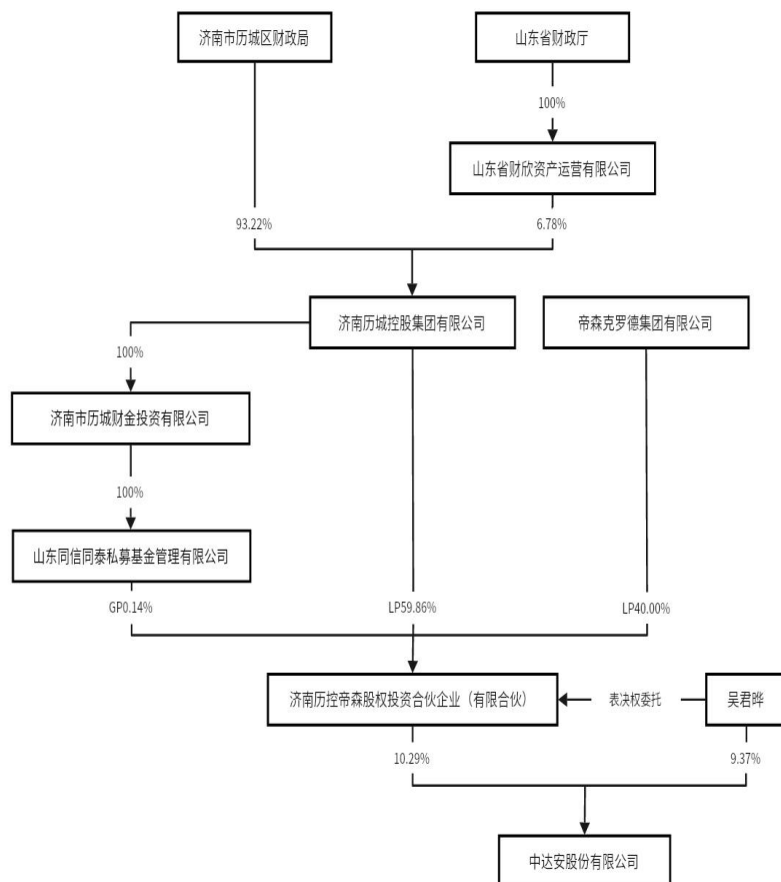 济南市历城区财政局
山东省财政厅
100%
山东省财欣资产运营有限公司
93.22%
6.78%
济南历城控股集团有限公司
帝森克罗德集团有限公司
100%
济南市历城财金投资有限公司
100%
山东同信同泰私募基金管理有限公司
GP0.14%
LP59.86%
LP40.00%
济南历控帝森股权投资合伙企业（有限合伙）
表决权委托
吴君晔
10.29%
9.37%
中达安股份有限公司